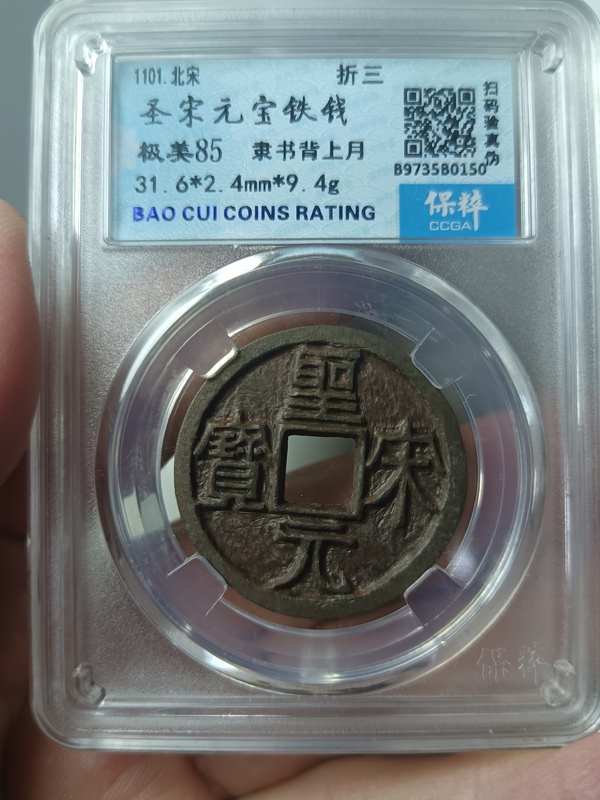 1101.北宋 折三
圣宋元宝铁钱
极美85 隶书背上月
31.6*2.4mm*9.4g
BAO CUI COINS RATING
扫码验真伪
B9735B0150
保粹
CCGA
聖宋元寶
保粹